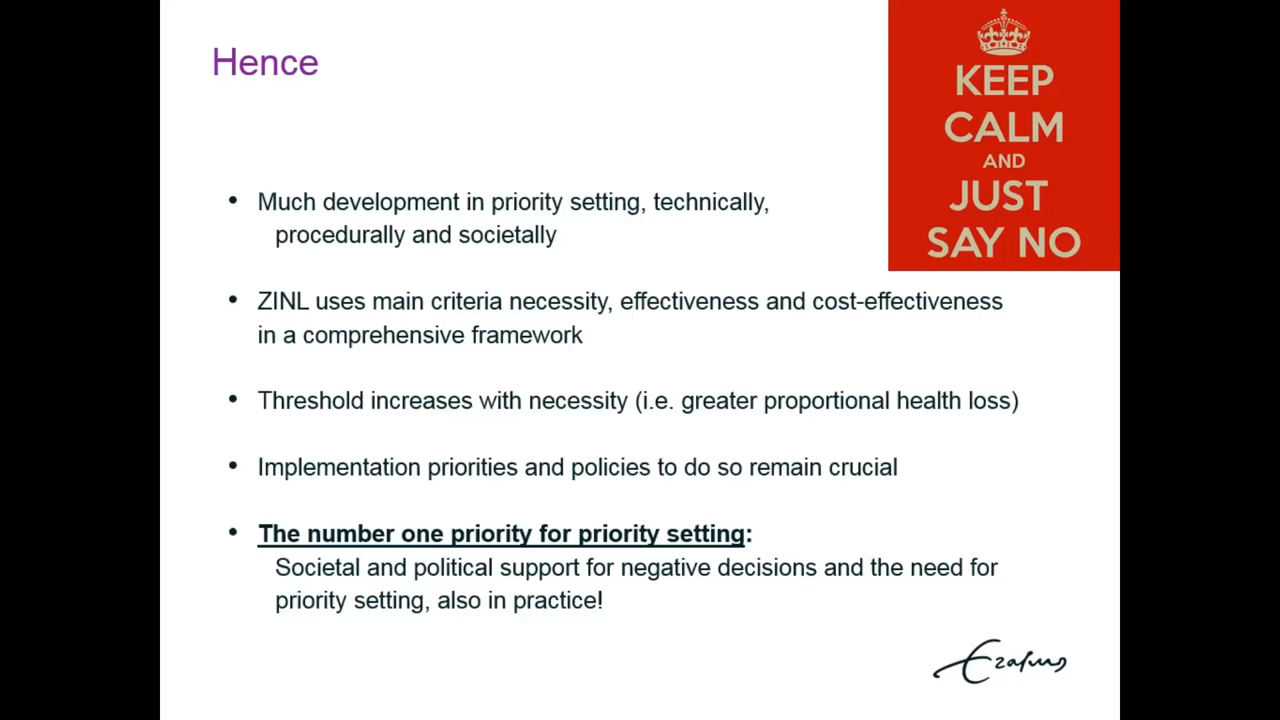 Hence
KEEP
CALM
AND
JUST
SAY NO
• Much development in priority setting, technically,
procedurally and societally
• ZINL uses main criteria necessity, effectiveness and cost-effectiveness
in a comprehensive framework
• Threshold increases with necessity (i.e. greater proportional health loss)
• Implementation priorities and policies to do so remain crucial
• The number one priority for priority setting:
Societal and political support for negative decisions and the need for
priority setting, also in practice!
Erasmus